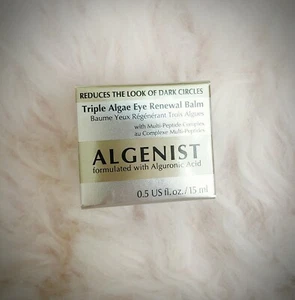 REDUCES THE LOOK OF DARK CIRCLES
Triple Algae Eye Renewal Balm
Baume Yeux Régénérant Trois Algues
with Multi-Peptide Complex
au Complexe Multi-Peptides
ALGENIST
formulated with Alguronic Acid
0.5 US fl. oz. / 15 ml